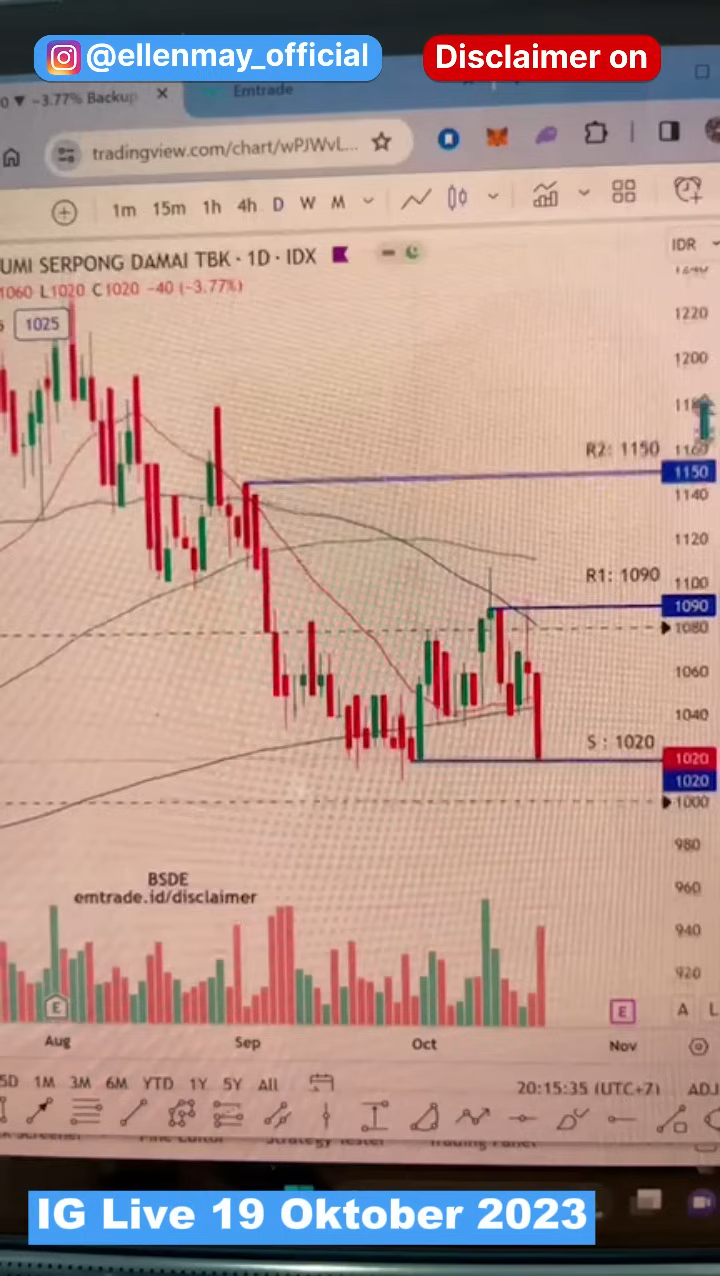 @ellenmay_official
Disclaimer on
0 ▼ −3.77% Backup
Emtrade
tradingview.com/chart/wPJWvL...
1m 15m 1h 4h D W M
UMI SERPONG DAMAI TBK · 1D · IDX
IDR
1060 L1020 C1020 −40 (−3.77%)
1025
1220
1200
R2: 1150
1160
1150
1140
1120
R1: 1090
1100
1090
1080
1060
1040
S : 1020
1020
1020
1000
980
BSDE
emtrade.id/disclaimer
960
940
920
E
E
A L
Aug Sep Oct Nov
5D 1M 3M 6M YTD 1Y 5Y All
20:15:35 (UTC+7) ADJ
IG Live 19 Oktober 2023